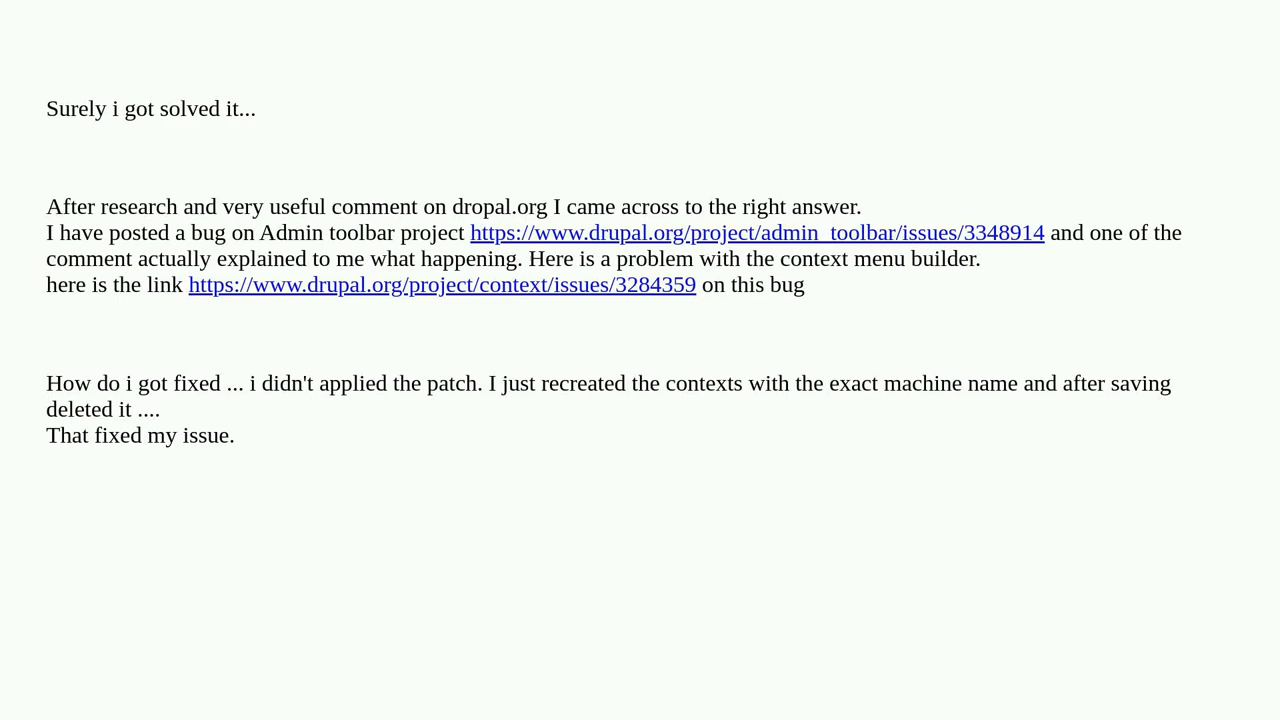 Surely i got solved it...
After research and very useful comment on dropal.org I came across to the right answer.
I have posted a bug on Admin toolbar project https://www.drupal.org/project/admin_toolbar/issues/3348914 and one of the
comment actually explained to me what happening. Here is a problem with the context menu builder.
here is the link https://www.drupal.org/project/context/issues/3284359 on this bug
How do i got fixed ... i didn't applied the patch. I just recreated the contexts with the exact machine name and after saving
deleted it ....
That fixed my issue.